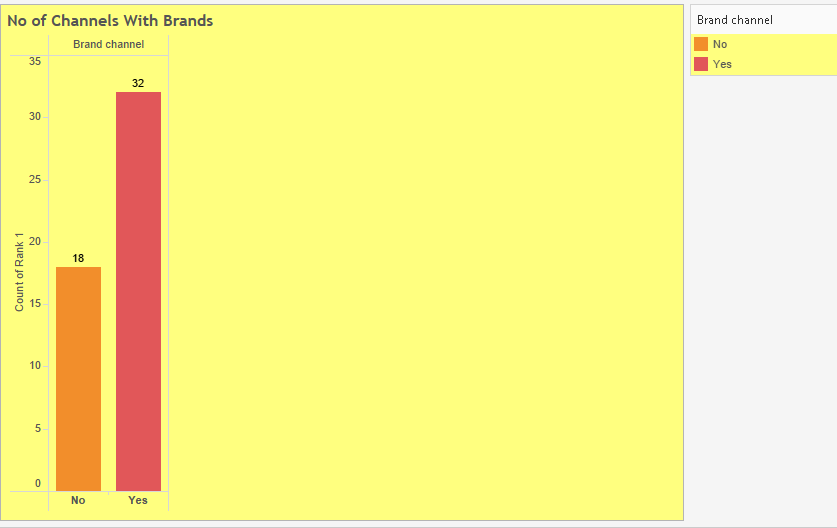 No of Channels With Brands
Brand channel
35
32
30
25
20
18
15
10
5
0
Count of Rank 1
No Yes
Brand channel
No
Yes